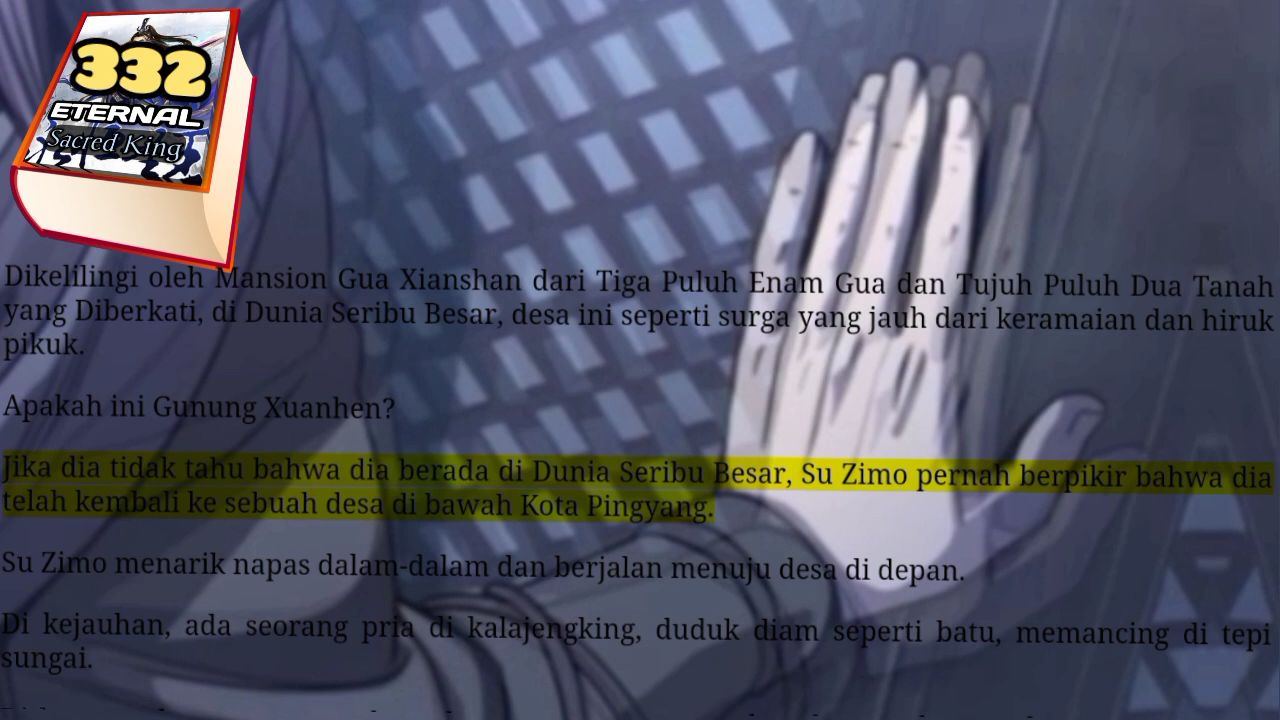 332
ETERNAL
Sacred King
Dikelilingi oleh Mansion Gua Xianshan dari Tiga Puluh Enam Gua dan Tujuh Puluh Dua Tanah
yang Diberkati, di Dunia Seribu Besar, desa ini seperti surga yang jauh dari keramaian dan hiruk
pikuk.
Apakah ini Gunung Xuanhen?
Jika dia tidak tahu bahwa dia berada di Dunia Seribu Besar, Su Zimo pernah berpikir bahwa dia
telah kembali ke sebuah desa di bawah Kota Pingyang.
Su Zimo menarik napas dalam-dalam dan berjalan menuju desa di depan.
Di kejauhan, ada seorang pria di kalajengking, duduk diam seperti batu, memancing di tepi
sungai.